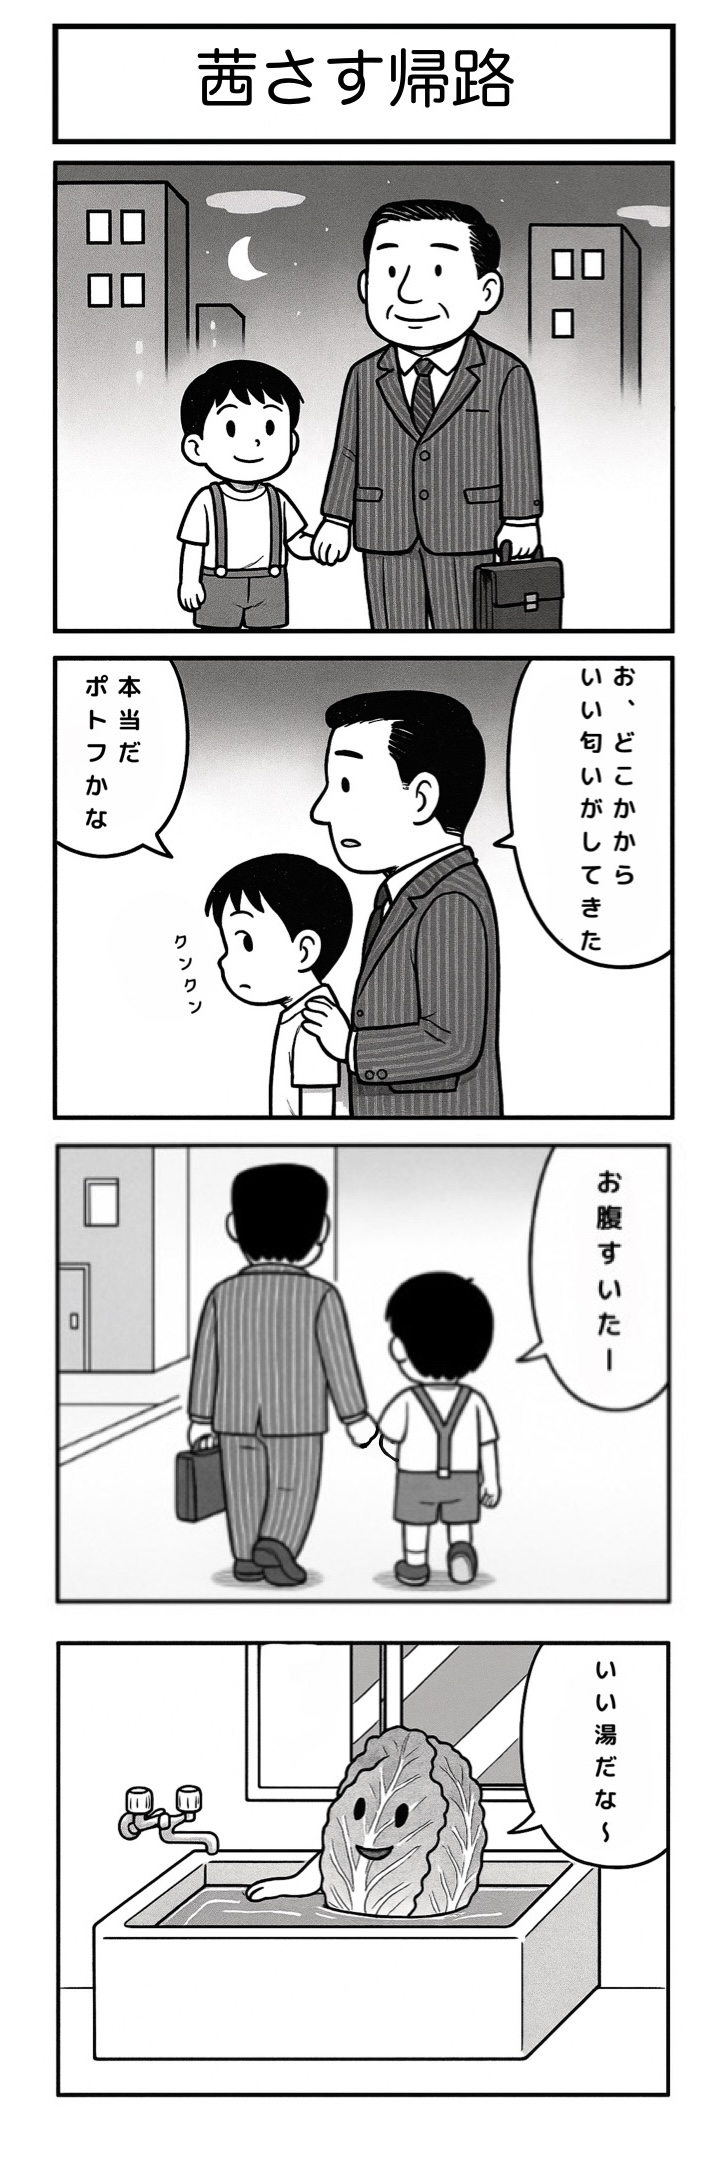 茜さす帰路
お、どこかから
いい匂いがしてきた
本当だ
ポトフかな
クンクン
お腹すいたー
いい湯だな～